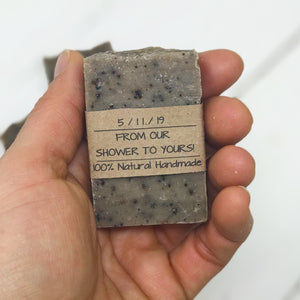 5/11/19
FROM OUR
SHOWER TO YOURS!
100% Natural Handmade